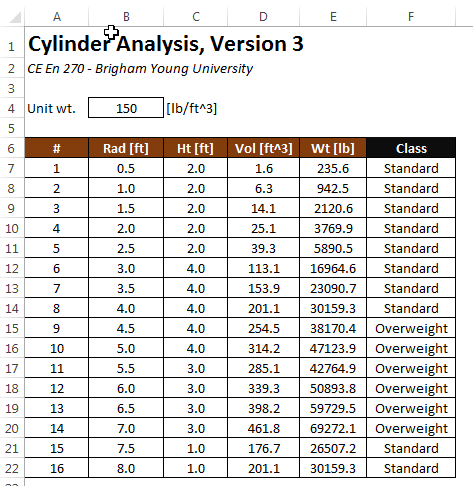 A B C D E F
1 Cylinder Analysis, Version 3
2 CE En 270 - Brigham Young University
3
4 Unit wt. 150 [lb/ft^3]
5
6 # Rad [ft] Ht [ft] Vol [ft^3] Wt [lb] Class
7 1 0.5 2.0 1.6 235.6 Standard
8 2 1.0 2.0 6.3 942.5 Standard
9 3 1.5 2.0 14.1 2120.6 Standard
10 4 2.0 2.0 25.1 3769.9 Standard
11 5 2.5 2.0 39.3 5890.5 Standard
12 6 3.0 4.0 113.1 16964.6 Standard
13 7 3.5 4.0 153.9 23090.7 Standard
14 8 4.0 4.0 201.1 30159.3 Standard
15 9 4.5 4.0 254.5 38170.4 Overweight
16 10 5.0 4.0 314.2 47123.9 Overweight
17 11 5.5 3.0 285.1 42764.9 Overweight
18 12 6.0 3.0 339.3 50893.8 Overweight
19 13 6.5 3.0 398.2 59729.5 Overweight
20 14 7.0 3.0 461.8 69272.1 Overweight
21 15 7.5 1.0 176.7 26507.2 Standard
22 16 8.0 1.0 201.1 30159.3 Standard